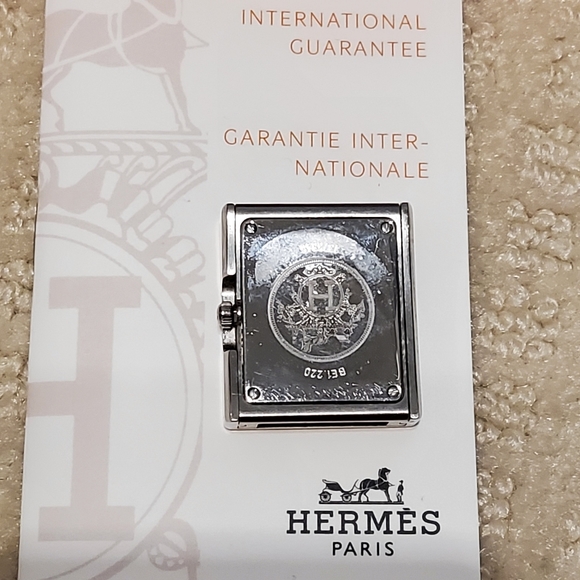 INTERNATIONAL
GUARANTEE
GARANTIE INTER-
NATIONALE
H
BE1.220
H
HERMÈS
PARIS